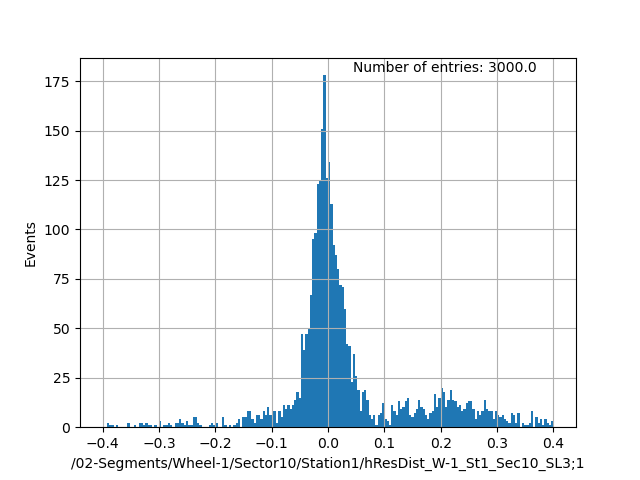 Number of entries: 3000.0
175
150
125
100
75
50
25
0
Events
−0.4 −0.3 −0.2 −0.1 0.0 0.1 0.2 0.3 0.4
/02-Segments/Wheel-1/Sector10/Station1/hResDist_W-1_St1_Sec10_SL3;1